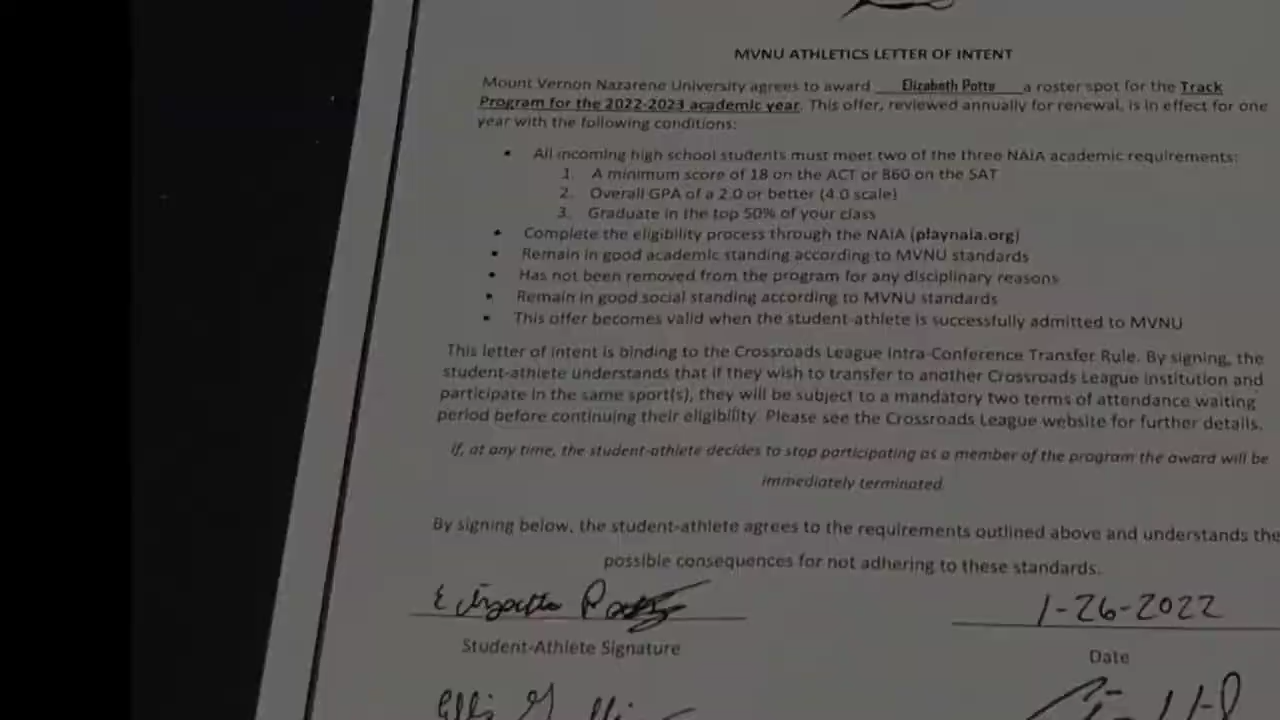 MVNU ATHLETICS LETTER OF INTENT
Mount Vernon Nazarene University agrees to award Elizabeth Potts a roster spot for the Track
Program for the 2022-2023 academic year. This offer, reviewed annually for renewal, is in effect for one
year with the following conditions:
• All incoming high school students must meet two of the three NAIA academic requirements:
1. A minimum score of 18 on the ACT or 860 on the SAT
2. Overall GPA of a 2.0 or better (4.0 scale)
3. Graduate in the top 50% of your class
• Complete the eligibility process through the NAIA (playnaia.org)
• Remain in good academic standing according to MVNU standards
• Has not been removed from the program for any disciplinary reasons
• Remain in good social standing according to MVNU standards
• This offer becomes valid when the student-athlete is successfully admitted to MVNU
This letter of intent is binding to the Crossroads League Intra-Conference Transfer Rule. By signing, the
student-athlete understands that if they wish to transfer to another Crossroads League institution and
participate in the same sport(s), they will be subject to a mandatory two terms of attendance waiting
period before continuing their eligibility. Please see the Crossroads League website for further details.
If, at any time, the student-athlete decides to stop participating as a member of the program the award will be
immediately terminated.
By signing below, the student-athlete agrees to the requirements outlined above and understands the
possible consequences for not adhering to these standards.
Elizabeth Potts 1-26-2022
Student-Athlete Signature Date